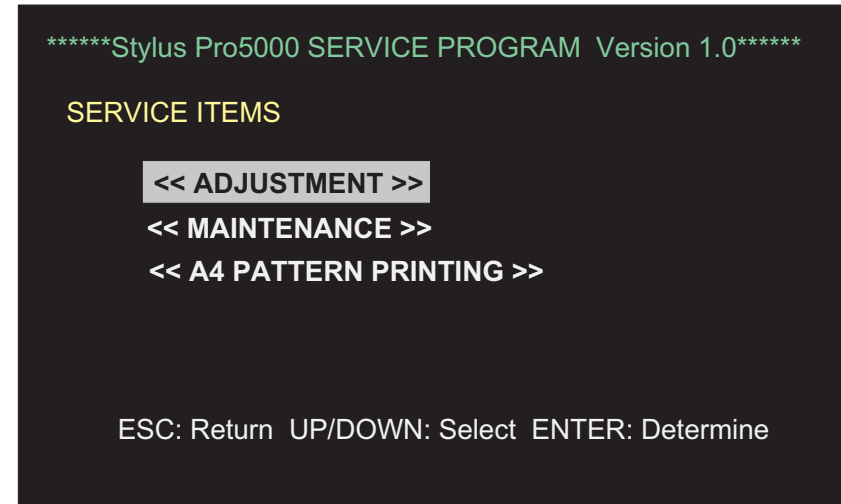 ******Stylus Pro5000 SERVICE PROGRAM Version 1.0******
SERVICE ITEMS
<< ADJUSTMENT >>
<< MAINTENANCE >>
<< A4 PATTERN PRINTING >>
ESC: Return UP/DOWN: Select ENTER: Determine